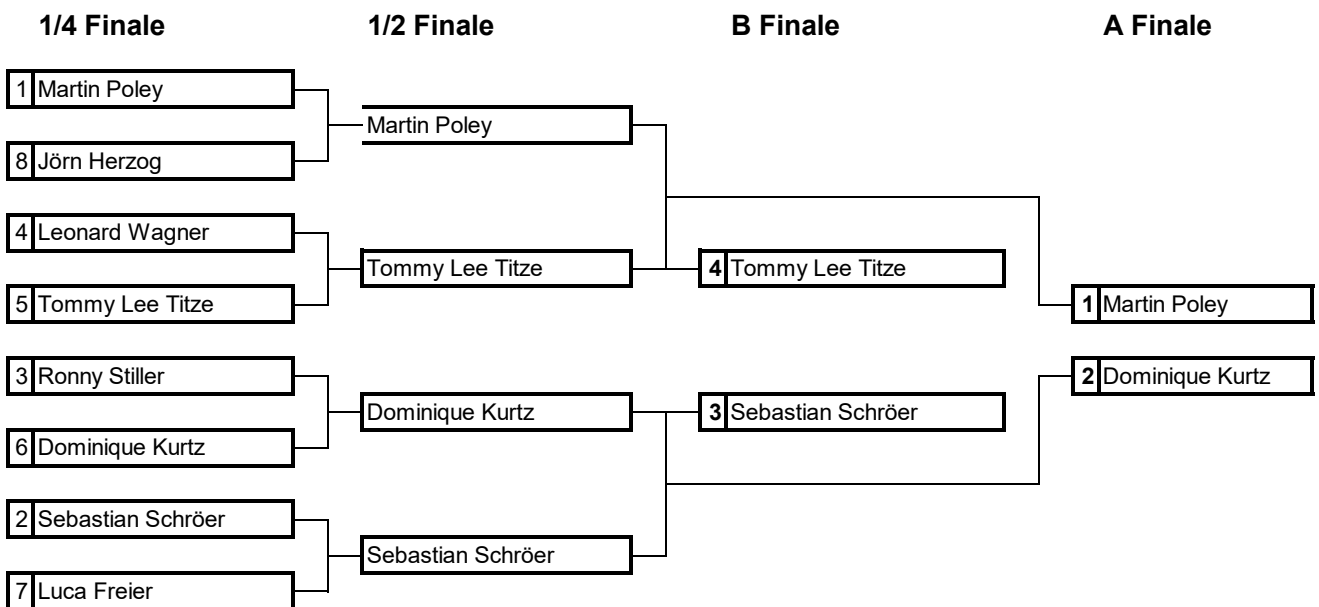 1/4 Finale 1/2 Finale B Finale A Finale
1 Martin Poley
Martin Poley
8 Jörn Herzog
4 Leonard Wagner
Tommy Lee Titze 4 Tommy Lee Titze
5 Tommy Lee Titze 1 Martin Poley
3 Ronny Stiller 2 Dominique Kurtz
Dominique Kurtz 3 Sebastian Schröer
6 Dominique Kurtz
2 Sebastian Schröer
Sebastian Schröer
7 Luca Freier